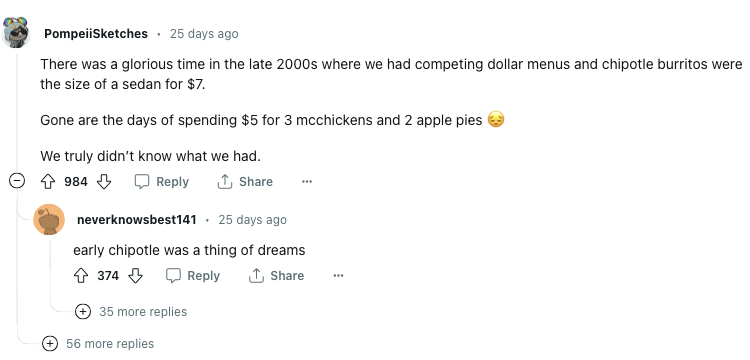 PompeiiSketches · 25 days ago
There was a glorious time in the late 2000s where we had competing dollar menus and chipotle burritos were
the size of a sedan for $7.
Gone are the days of spending $5 for 3 mcchickens and 2 apple pies 😔
We truly didn’t know what we had.
984 Reply Share ...
neverknowsbest141 · 25 days ago
early chipotle was a thing of dreams
374 Reply Share ...
35 more replies
56 more replies